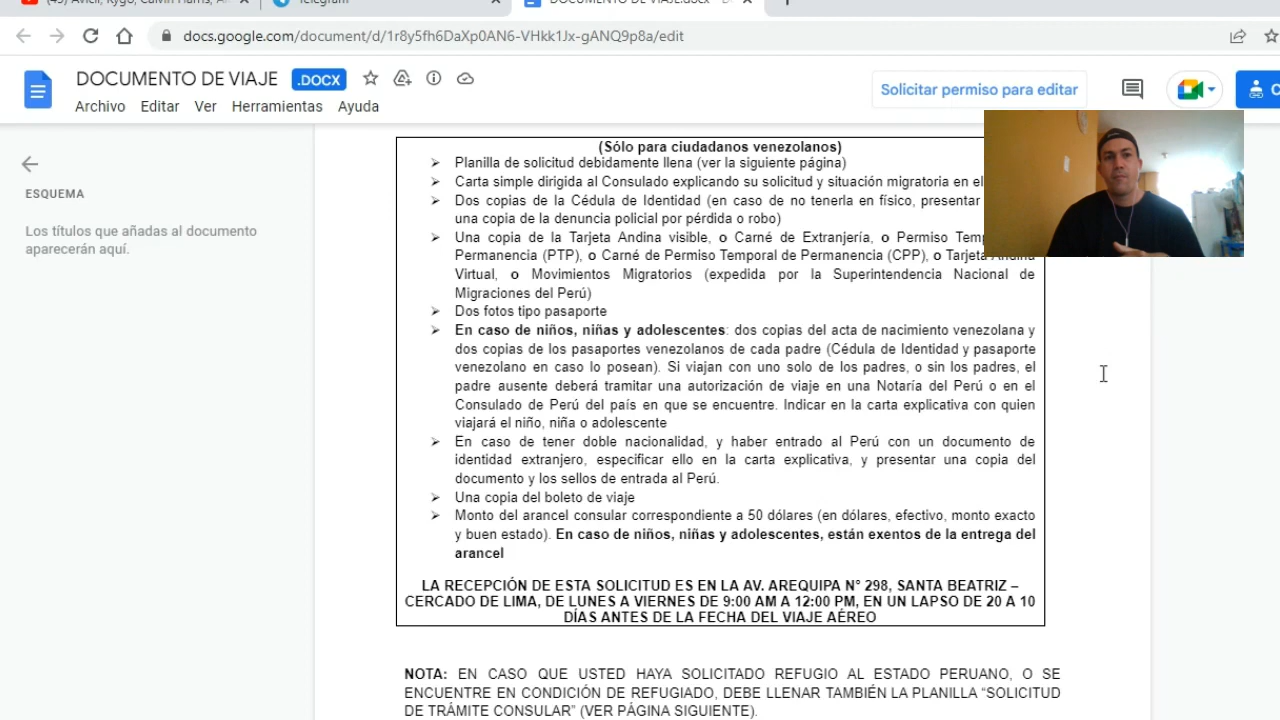 Telegram
DOCUMENTO DE VIAJE.docx
docs.google.com/document/d/1r8y5fh6DaXp0AN6-VHkk1Jx-gANQ9p8a/edit
DOCUMENTO DE VIAJE .DOCX
Solicitar permiso para editar
Archivo Editar Ver Herramientas Ayuda
ESQUEMA
Los títulos que añadas al documento
aparecerán aquí.
(Sólo para ciudadanos venezolanos)
➢ Planilla de solicitud debidamente llena (ver la siguiente página)
➢ Carta simple dirigida al Consulado explicando su solicitud y situación migratoria en el
➢ Dos copias de la Cédula de Identidad (en caso de no tenerla en físico, presentar
una copia de la denuncia policial por pérdida o robo)
➢ Una copia de la Tarjeta Andina visible, o Carné de Extranjería, o Permiso
Permanencia (PTP), o Carné de Permiso Temporal de Permanencia (CPP), o Tarjeta Andina
Virtual, o Movimientos Migratorios (expedida por la Superintendencia Nacional de
Migraciones del Perú)
➢ Dos fotos tipo pasaporte
➢ En caso de niños, niñas y adolescentes: dos copias del acta de nacimiento venezolana y
dos copias de los pasaportes venezolanos de cada padre (Cédula de Identidad y pasaporte
venezolano en caso lo posean). Si viajan con uno solo de los padres, o sin los padres, el
padre ausente deberá tramitar una autorización de viaje en una Notaría del Perú o en el
Consulado de Perú del país en que se encuentre. Indicar en la carta explicativa con quien
viajará el niño, niña o adolescente
➢ En caso de tener doble nacionalidad, y haber entrado al Perú con un documento de
identidad extranjero, especificar ello en la carta explicativa, y presentar una copia del
documento y los sellos de entrada al Perú.
➢ Una copia del boleto de viaje
➢ Monto del arancel consular correspondiente a 50 dólares (en dólares, efectivo, monto exacto
y buen estado). En caso de niños, niñas y adolescentes, están exentos de la entrega del
arancel
LA RECEPCIÓN DE ESTA SOLICITUD ES EN LA AV. AREQUIPA N° 298, SANTA BEATRIZ –
CERCADO DE LIMA, DE LUNES A VIERNES DE 9:00 AM A 12:00 PM, EN UN LAPSO DE 20 A 10
DÍAS ANTES DE LA FECHA DEL VIAJE AÉREO
NOTA: EN CASO QUE USTED HAYA SOLICITADO REFUGIO AL ESTADO PERUANO, O SE
ENCUENTRE EN CONDICIÓN DE REFUGIADO, DEBE LLENAR TAMBIÉN LA PLANILLA “SOLICITUD
DE TRÁMITE CONSULAR” (VER PÁGINA SIGUIENTE).